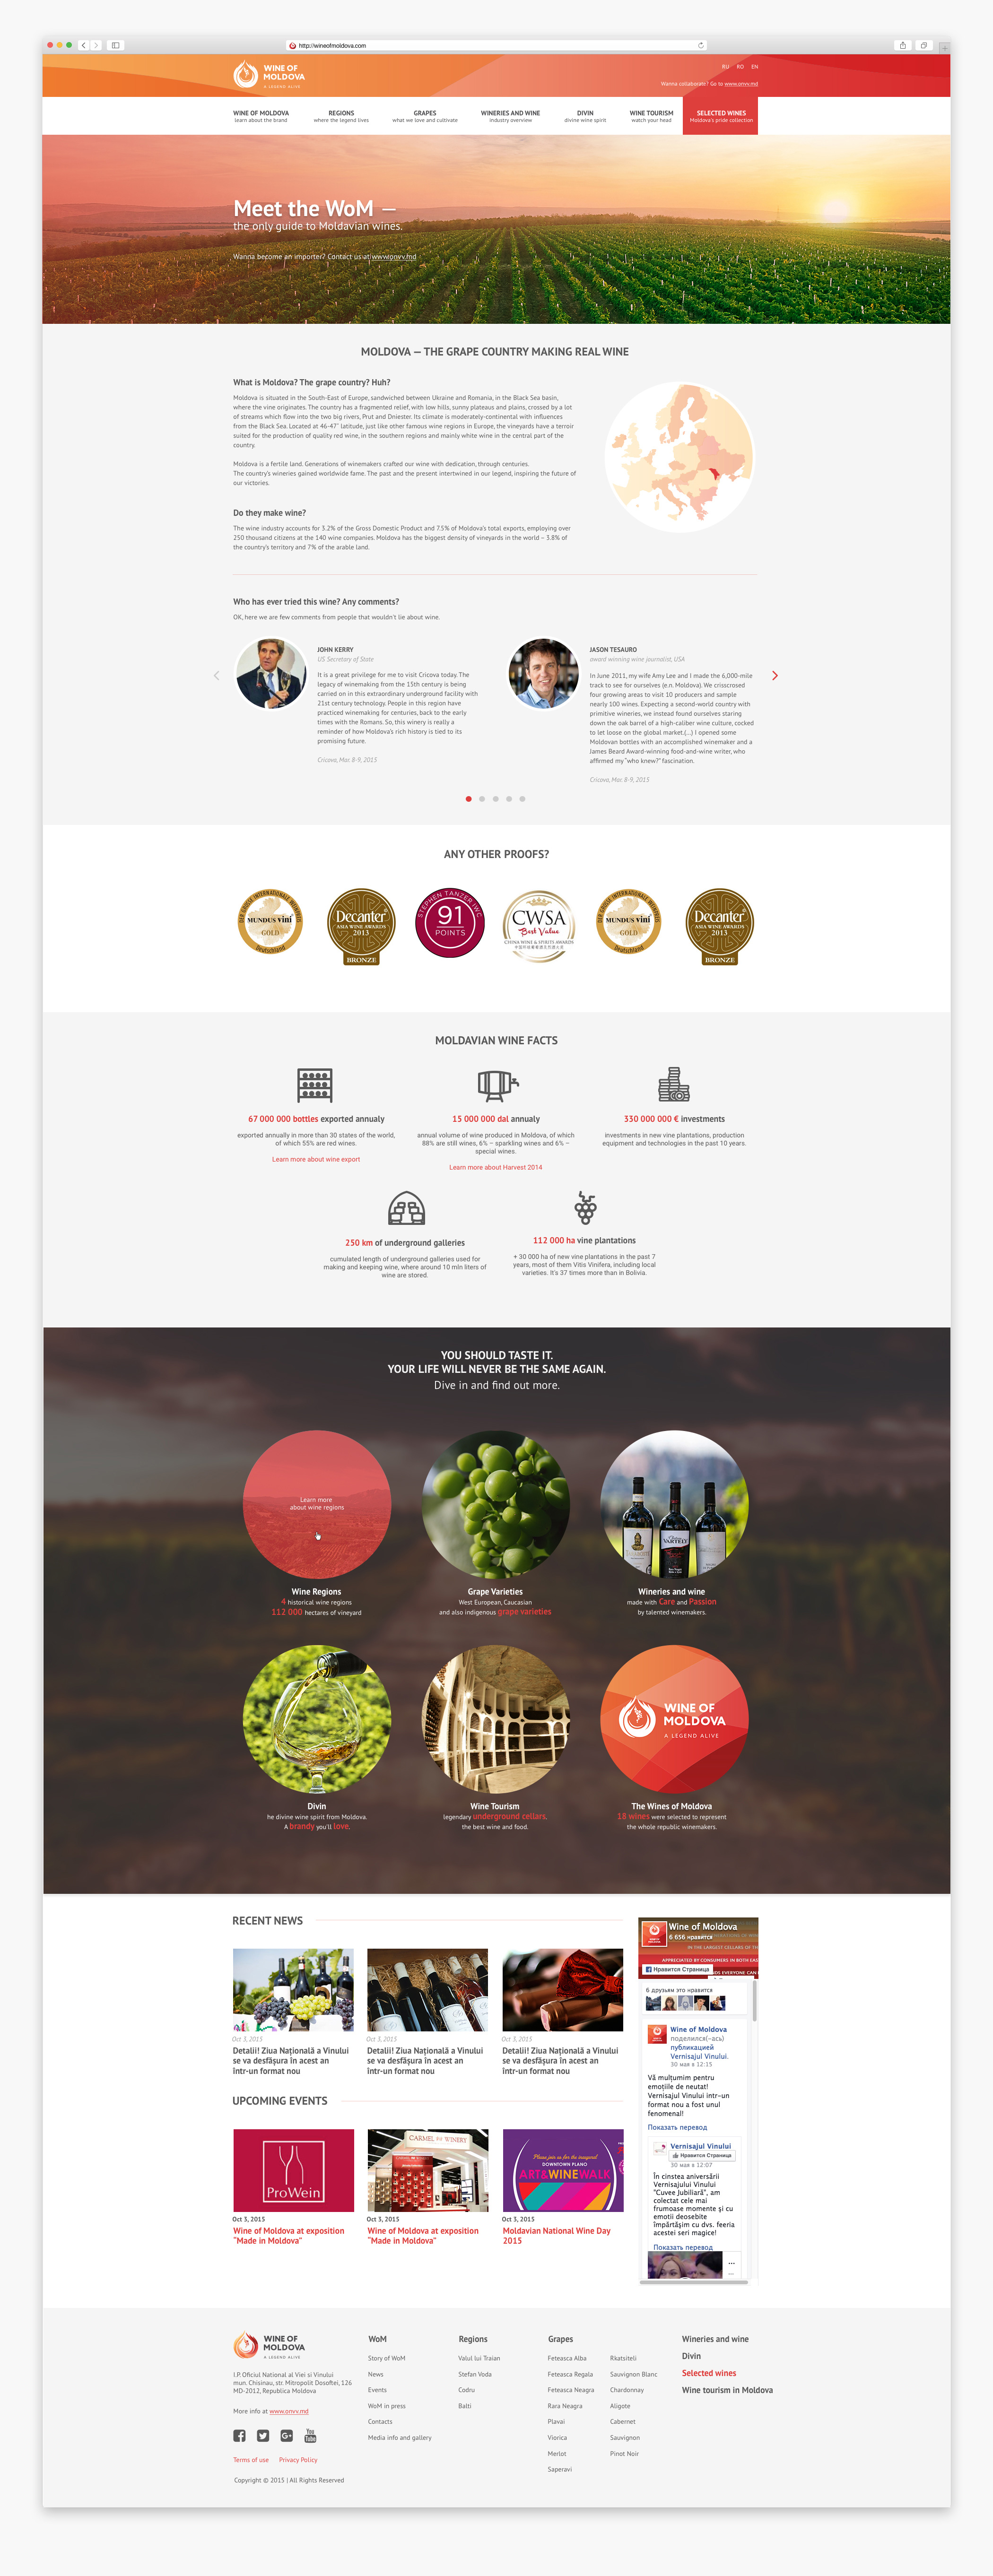 http://wineofmoldova.com
WINE OF
MOLDOVA
A LEGEND ALIVE
RU RO EN
Wanna collaborate? Go to www.onvv.md
WINE OF MOLDOVA
learn about the brand
REGIONS
where the legend lives
GRAPES
what we love and cultivate
WINERIES AND WINE
industry overview
DIVIN
divine wine spirit
WINE TOURISM
watch your head
SELECTED WINES
Moldova's pride collection
Meet the WoM —
the only guide to Moldavian wines.
Wanna become an importer? Contact us at www.onvv.md
MOLDOVA — THE GRAPE COUNTRY MAKING REAL WINE
What is Moldova? The grape country? Huh?
Moldova is situated in the South-East of Europe, sandwiched between Ukraine and Romania, in the Black Sea basin,
where the vine originates. The country has a fragmented relief, with low hills, sunny plateaus and plains, crossed by a lot
of streams which flow into the two big rivers, Prut and Dniester. Its climate is moderately-continental with influences
from the Black Sea. Located at 46-47° latitude, just like other famous wine regions in Europe, the vineyards have a terroir
suited for the production of quality red wine, in the southern regions and mainly white wine in the central part of the
country.
Moldova is a fertile land. Generations of winemakers crafted our wine with dedication, through centuries.
The country's wineries gained worldwide fame. The past and the present intertwined in our legend, inspiring the future of
our victories.
Do they make wine?
The wine industry accounts for 3.2% of the Gross Domestic Product and 7.5% of Moldova's total exports, employing over
250 thousand citizens at the 140 wine companies. Moldova has the biggest density of vineyards in the world – 3.8% of
the country's territory and 7% of the arable land.
Who has ever tried this wine? Any comments?
OK, here we are few comments from people that wouldn't lie about wine.
JOHN KERRY
US Secretary of State
It is a great privilege for me to visit Cricova today. The
legacy of winemaking from the 15th century is being
carried on in this extraordinary underground facility with
21st century technology. People in this region have
practiced winemaking for centuries, back to the early
times with the Romans. So, this winery is really a
reminder of how Moldova's rich history is tied to its
promising future.
Cricova, Mar. 8-9, 2015
JASON TESAURO
award winning wine journalist, USA
In June 2011, my wife Amy Lee and I made the 6,000-mile
track to see for ourselves (e.n. Moldova). We crisscrosed
four growing areas to visit 10 producers and sample
nearly 100 wines. Expecting a second-world country with
primitive wineries, we instead found ourselves staring
down the oak barrel of a high-caliber wine culture, cocked
to let loose on the global market.(...) I opened some
Moldovan bottles with an accomplished winemaker and a
James Beard Award-winning food-and-wine writer, who
affirmed my "who knew?" fascination.
Cricova, Mar. 8-9, 2015
ANY OTHER PROOFS?
DER GROSSE INTERNATIONALE WEINPREIS
MUNDUS vini
GOLD
Deutschland
Decanter
ASIA WINE AWARDS
2013
BRONZE
STEPHEN TANZER IWC
91
POINTS
CWSA
Best Value
CHINA WINE & SPIRITS AWARDS
DER GROSSE INTERNATIONALE WEINPREIS
MUNDUS vini
GOLD
Deutschland
Decanter
ASIA WINE AWARDS
2013
BRONZE
MOLDAVIAN WINE FACTS
67 000 000 bottles exported annualy
exported annually in more than 30 states of the world,
of which 55% are red wines.
Learn more about wine export
15 000 000 dal annualy
annual volume of wine produced in Moldova, of which
88% are still wines, 6% – sparkling wines and 6% –
special wines.
Learn more about Harvest 2014
330 000 000 € investments
investments in new vine plantations, production
equipment and technologies in the past 10 years.
250 km of underground galleries
cumulated length of underground galleries used for
making and keeping wine, where around 10 mln liters of
wine are stored.
112 000 ha vine plantations
+ 30 000 ha of new vine plantations in the past 7
years, most of them Vitis Vinifera, including local
varieties. It's 37 times more than in Bolivia.
YOU SHOULD TASTE IT.
YOUR LIFE WILL NEVER BE THE SAME AGAIN.
Dive in and find out more.
Learn more
about wine regions
Wine Regions
4 historical wine regions
112 000 hectares of vineyard
Grape Varieties
West European, Caucasian
and also indigenous grape varieties
VARTELY
Wineries and wine
made with Care and Passion
by talented winemakers.
Divin
he divine wine spirit from Moldova.
A brandy you'll love.
Wine Tourism
legendary underground cellars,
the best wine and food.
WINE OF
MOLDOVA
A LEGEND ALIVE
The Wines of Moldova
18 wines were selected to represent
the whole republic winemakers.
RECENT NEWS
Oct 3, 2015
Detalii! Ziua Națională a Vinului
se va desfășura în acest an
într-un format nou
Oct 3, 2015
Detalii! Ziua Națională a Vinului
se va desfășura în acest an
într-un format nou
Oct 3, 2015
Detalii! Ziua Națională a Vinului
se va desfășura în acest an
într-un format nou
UPCOMING EVENTS
ProWein
Oct 3, 2015
Wine of Moldova at exposition
"Made in Moldova"
CARMEL WINERY
Oct 3, 2015
Wine of Moldova at exposition
"Made in Moldova"
Please join us for the inaugural
DOWNTOWN PLANO
ART&WINEWALK
Oct 3, 2015
Moldavian National Wine Day
2015
Wine of Moldova
6 656 нравится
IN THE LARGEST CELLARS OF TH
APPRECIATED BY CONSUMERS IN BOTH EAS
Нравится Страница
NDS EVERYONE CAN
6 друзьям это нравится
Wine of Moldova
поделился(-ась)
публикацией
Vernisajul Vinului.
30 мая в 12:15
Vă mulțumim pentru
emoțiile de neutat!
Vernisajul Vinului într-un
format nou a fost unul
fenomenal!
Показать перевод
Vernisajul Vinului
Нравится Страница
30 мая в 12:07
În cinstea aniversării
Vernisajului Vinului
"Cuvee Jubiliară", am
colectat cele mai
frumoase momente și cu
emoții deosebite
împărtășim cu dvs. feeria
acestei seri magice!
Показать перевод
WINE OF
MOLDOVA
A LEGEND ALIVE
I.P. Oficiul National al Viei si Vinului
mun. Chisinau, str. Mitropolit Dosoftei, 126
MD-2012, Republica Moldova
More info at www.onvv.md
You
Tube
Terms of use Privacy Policy
Copyright © 2015 | All Rights Reserved
WoM
Story of WoM
News
Events
WoM in press
Contacts
Media info and gallery
Regions
Valul lui Traian
Stefan Voda
Codru
Balti
Grapes
Feteasca Alba
Feteasca Regala
Feteasca Neagra
Rara Neagra
Plavai
Viorica
Merlot
Saperavi
Rkatsiteli
Sauvignon Blanc
Chardonnay
Aligote
Cabernet
Sauvignon
Pinot Noir
Wineries and wine
Divin
Selected wines
Wine tourism in Moldova